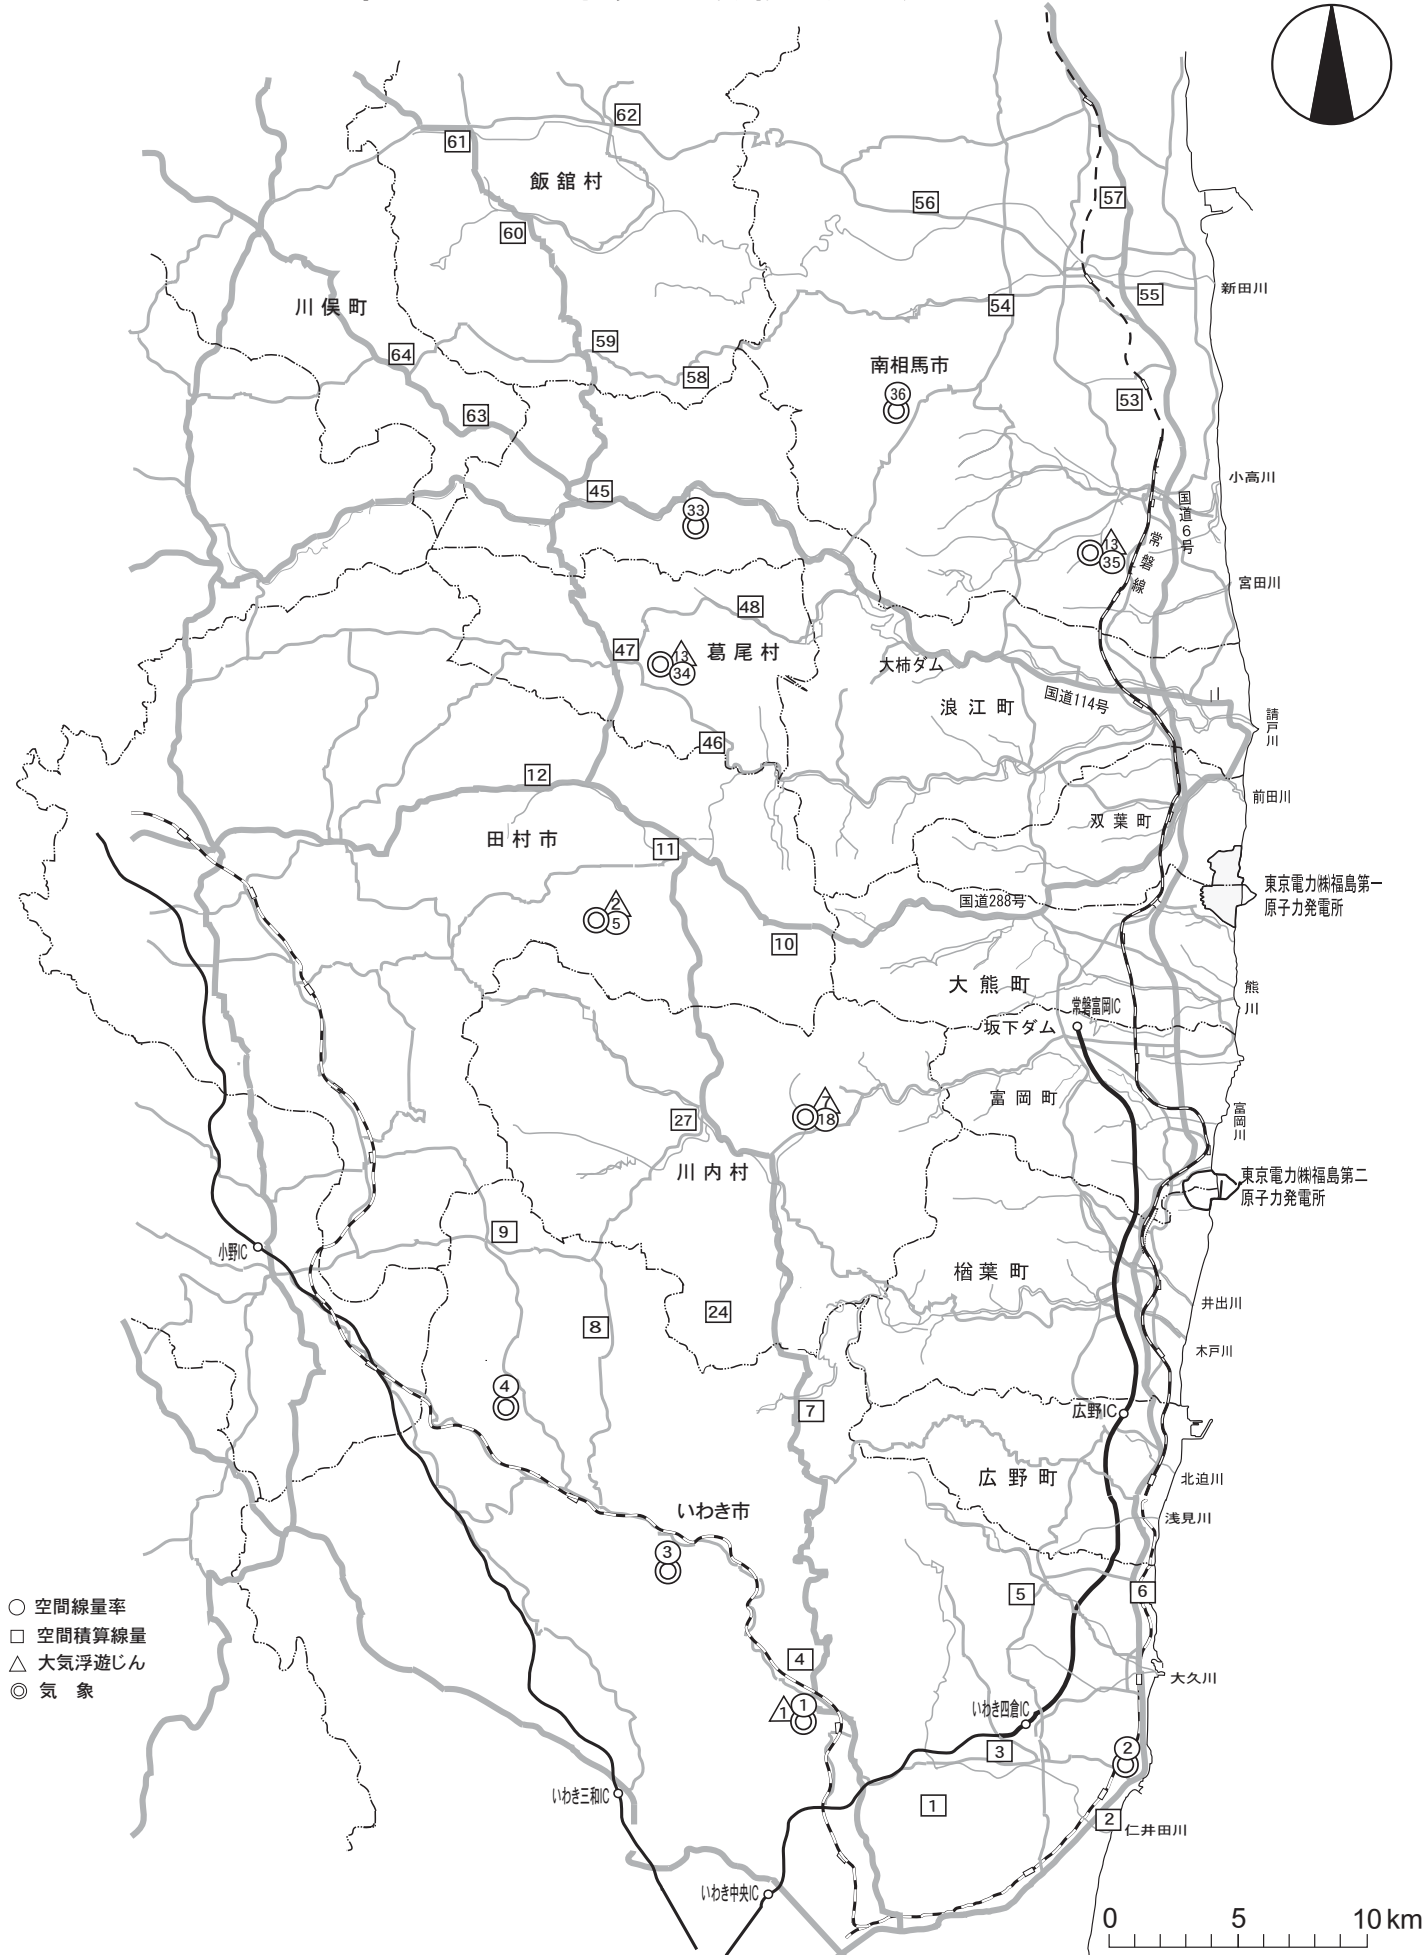 62
61
飯舘村
56
57
60
新田川
55
54
川俣町
59
64
58
南相馬市
36
53
63
小高川
45
国道6号
33
常磐線
13
35
宮田川
48
47
13
34
葛尾村
大柿ダム
国道114号
浪江町
請戸川
46
12
前田川
双葉町
田村市
11
東京電力㈱福島第一
原子力発電所
国道288号
2
5
10
大熊町
熊川
常磐富岡IC
坂下ダム
富岡町
7
18
富岡川
27
川内村
東京電力㈱福島第二
原子力発電所
9
小野IC
楢葉町
井出川
24
8
木戸川
4
7
広野IC
広野町
北迫川
いわき市
浅見川
3
5
6
○ 空間線量率
□ 空間積算線量
△ 大気浮遊じん
◎ 気 象
4
大久川
1
1
いわき四倉IC
3
2
いわき三和IC
1
2
仁井田川
いわき中央IC
0 5 10 km